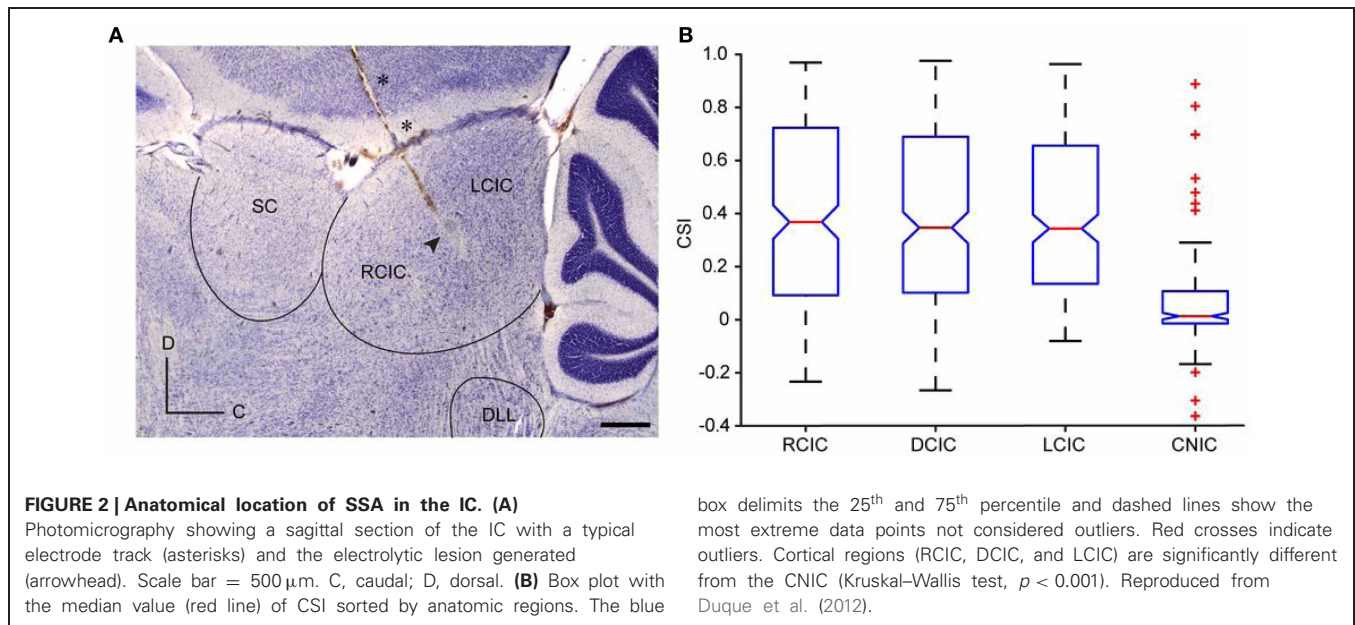 A
*
*
LCIC
SC
RCIC
D
C
DLL
B
CSI
1.0
0.8
0.6
0.4
0.2
0
-0.2
-0.4
RCIC DCIC LCIC CNIC
FIGURE 2 | Anatomical location of SSA in the IC. (A)
Photomicrography showing a sagittal section of the IC with a typical
electrode track (asterisks) and the electrolytic lesion generated
(arrowhead). Scale bar = 500 μm. C, caudal; D, dorsal. (B) Box plot with
the median value (red line) of CSI sorted by anatomic regions. The blue
box delimits the 25th and 75th percentile and dashed lines show the
most extreme data points not considered outliers. Red crosses indicate
outliers. Cortical regions (RCIC, DCIC, and LCIC) are significantly different
from the CNIC (Kruskal–Wallis test, p < 0.001). Reproduced from
Duque et al. (2012).